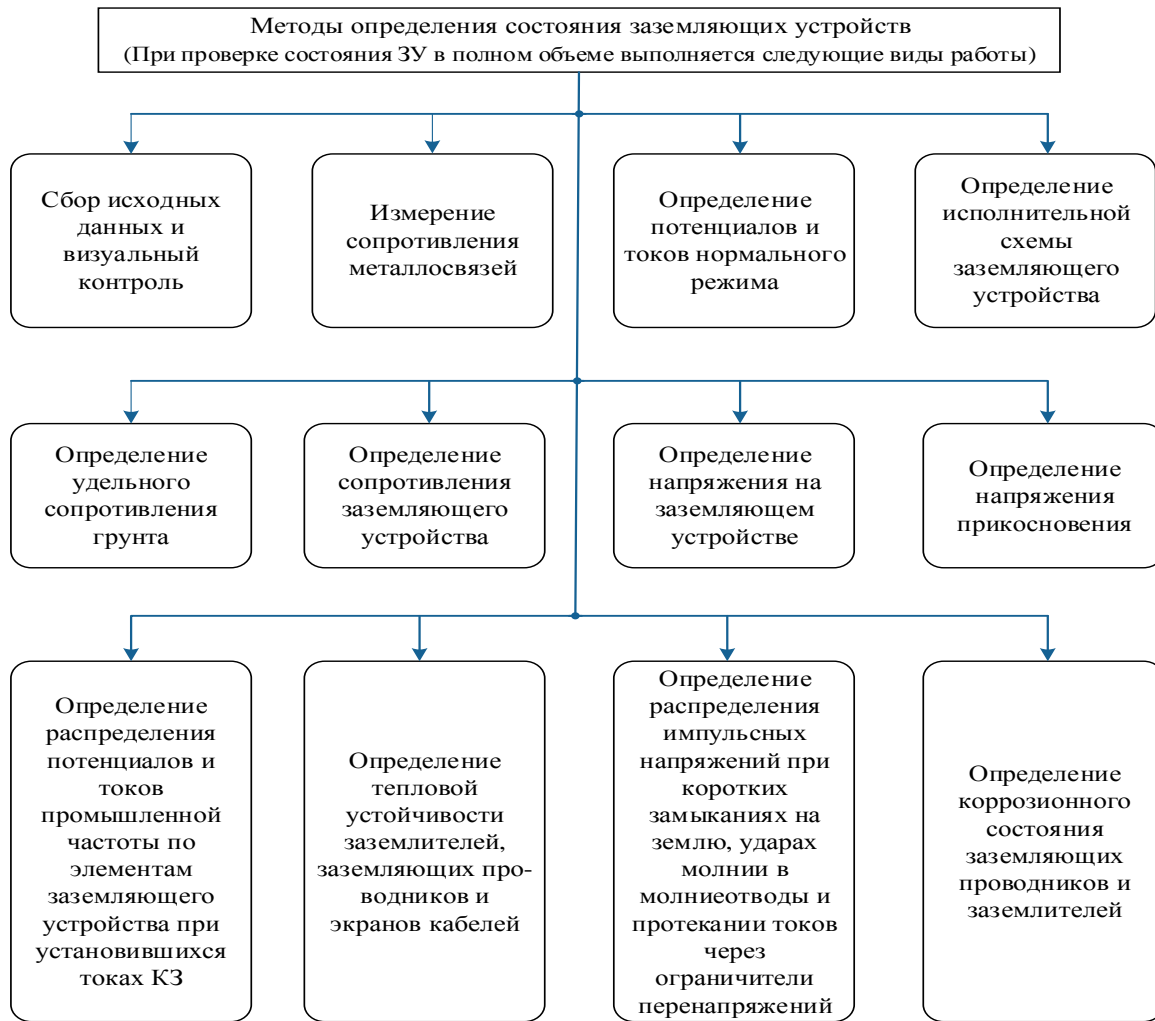 Методы определения состояния заземляющих устройств
(При проверке состояния ЗУ в полном объеме выполняется следующие виды работы)
Сбор исходных
данных и
визуальный
контроль
Измерение
сопротивления
металлосвязей
Определение
потенциалов и
токов нормального
режима
Определение
исполнительной
схемы
заземляющего
устройства
Определение
удельного
сопротивления
грунта
Определение
сопротивления
заземляющего
устройства
Определение
напряжения на
заземляющем
устройстве
Определение
напряжения
прикосновения
Определение
распределения
потенциалов и
токов
промышленной
частоты по
элементам
заземляющего
устройства при
установившихся
токах КЗ
Определение
тепловой
устойчивости
заземлителей,
заземляющих про-
водников и
экранов кабелей
Определение
распределения
импульсных
напряжений при
коротких
замыканиях на
землю, ударах
молнии в
молниеотводы и
протекании токов
через
ограничители
перенапряжений
Определение
коррозионного
состояния
заземляющих
проводников и
заземлителей